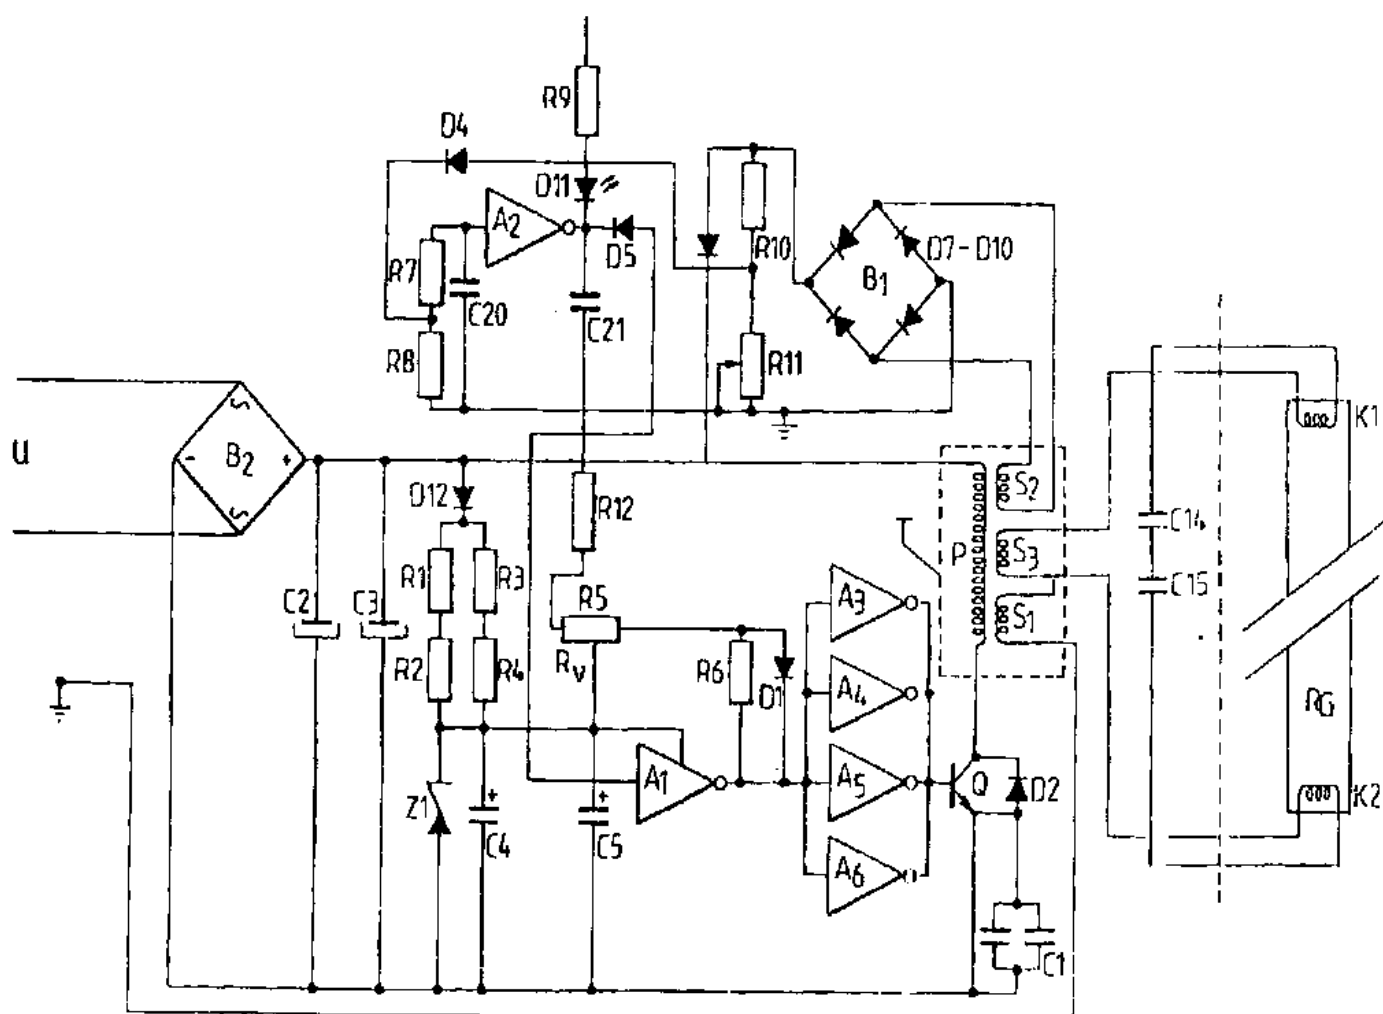 R9
D4
D11
A2
D5
R10
D7-D10
B1
R7
C20
C21
R8
R11
U
B2
S
S
-
+
D12
R12
T
P
S2
S3
S1
C14
C15
K1
R1
R3
C2
C3
R5
A3
R2
R4
Rv
R6
D1
A4
RG
Z1
+
C4
+
C5
A1
A5
Q
D2
K2
A6
C1